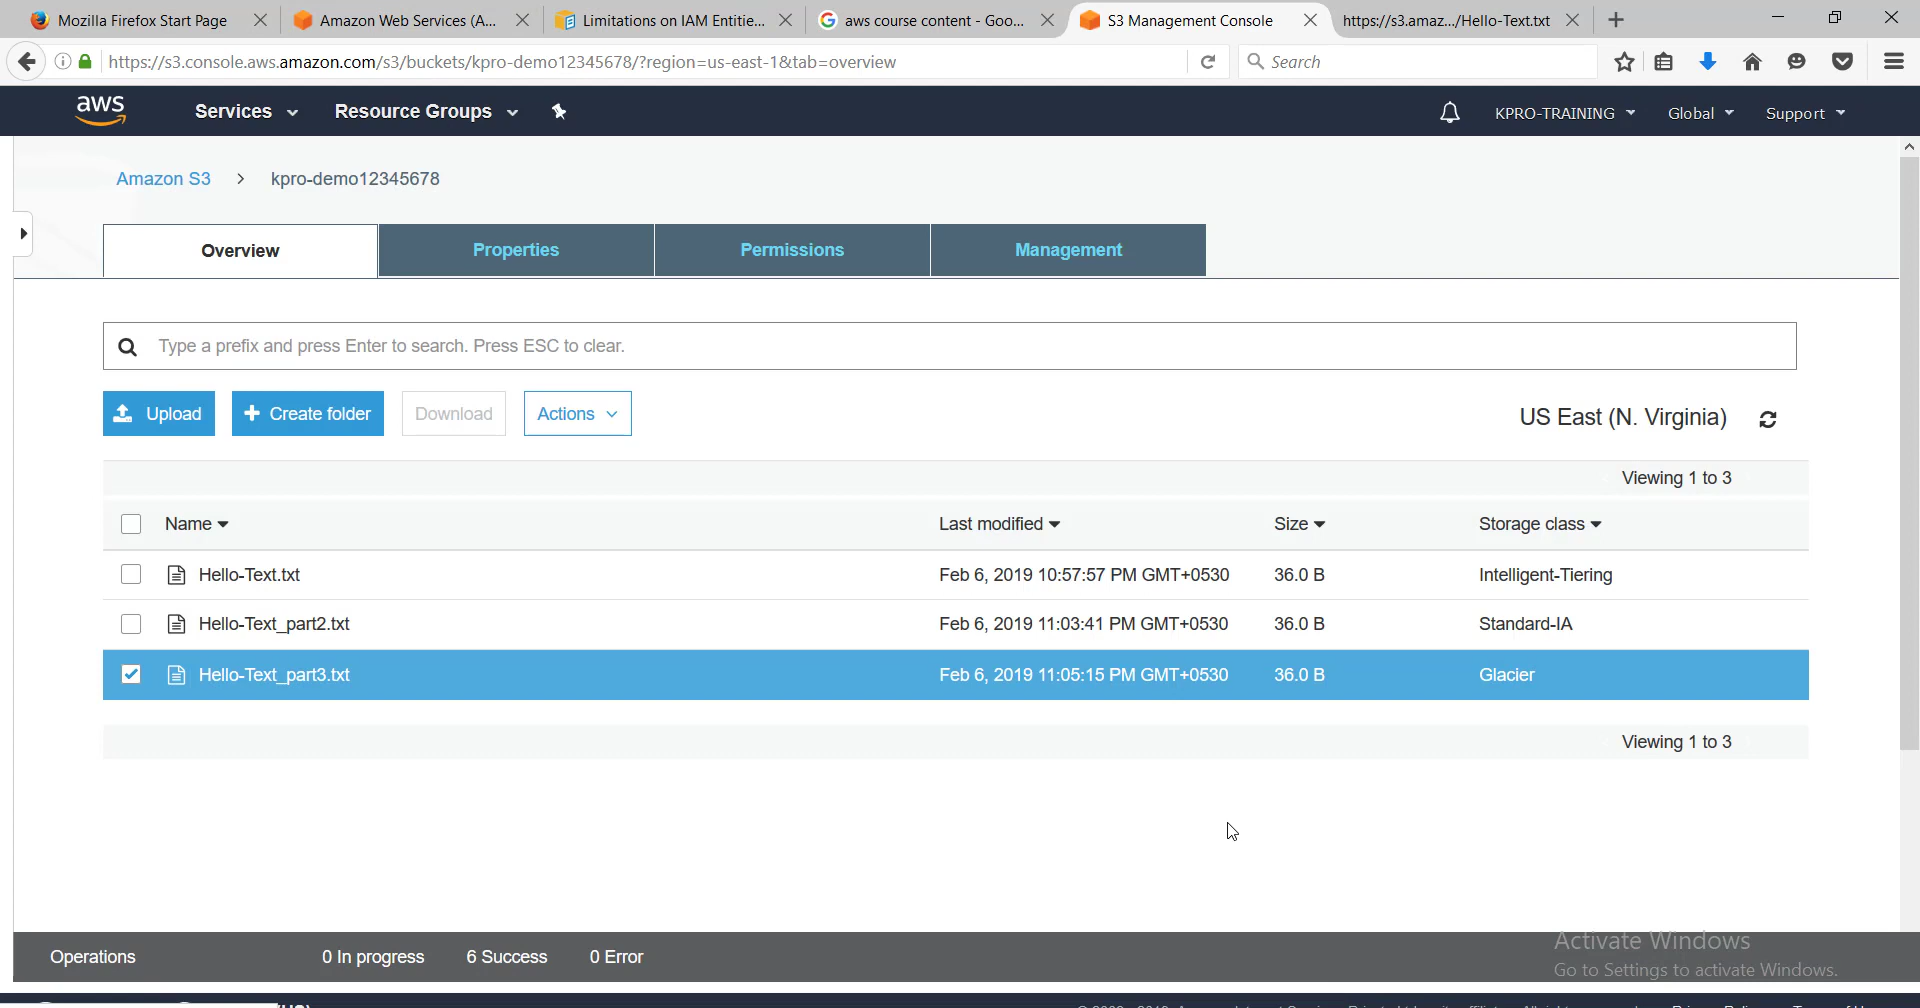 Mozilla Firefox Start Page
Amazon Web Services (A...
Limitations on IAM Entitie...
aws course content - Goo...
S3 Management Console
https://s3.amaz.../Hello-Text.txt
https://s3.console.aws.amazon.com/s3/buckets/kpro-demo12345678/?region=us-east-1&tab=overview
Search
aws
Services
Resource Groups
KPRO-TRAINING
Global
Support
Amazon S3 > kpro-demo12345678
Overview
Properties
Permissions
Management
Type a prefix and press Enter to search. Press ESC to clear.
Upload
+ Create folder
Download
Actions
US East (N. Virginia)
Viewing 1 to 3
Name Last modified Size Storage class
Hello-Text.txt Feb 6, 2019 10:57:57 PM GMT+0530 36.0 B Intelligent-Tiering
Hello-Text_part2.txt Feb 6, 2019 11:03:41 PM GMT+0530 36.0 B Standard-IA
Hello-Text_part3.txt Feb 6, 2019 11:05:15 PM GMT+0530 36.0 B Glacier
Viewing 1 to 3
Operations 0 In progress 6 Success 0 Error
Activate Windows
Go to Settings to activate Windows.